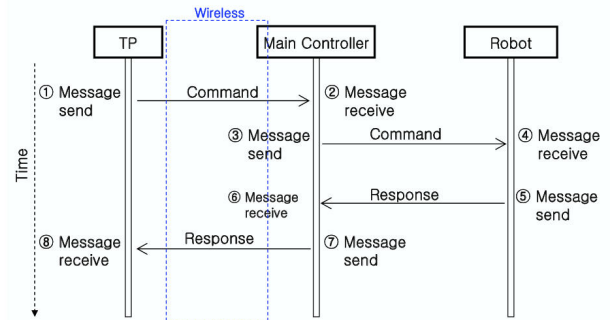 Wireless
TP
Main Controller
Robot
Time
① Message
send
Command
② Message
receive
③ Message
send
Command
④ Message
receive
⑤ Message
send
Response
⑥ Message
receive
⑦ Message
send
Response
⑧ Message
receive